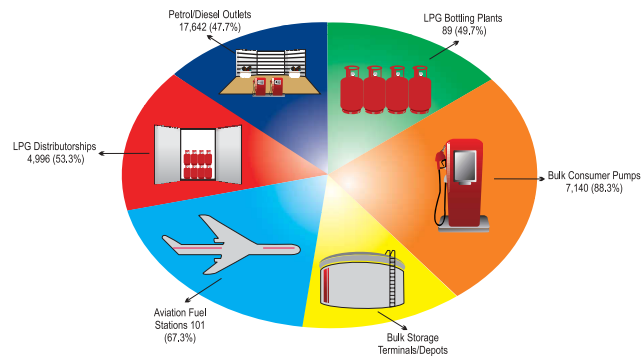 Petrol/Diesel Outlets
17,642 (47.7%)
LPG Bottling Plants
89 (49,7%)
LPG Distributorships
4,996 (53,3%)
Bulk Consumer Pumps
7,140 (88.3%)
Aviation Fuel
Stations 101
(67,3%)
Bulk Storage
Terminals/Depots